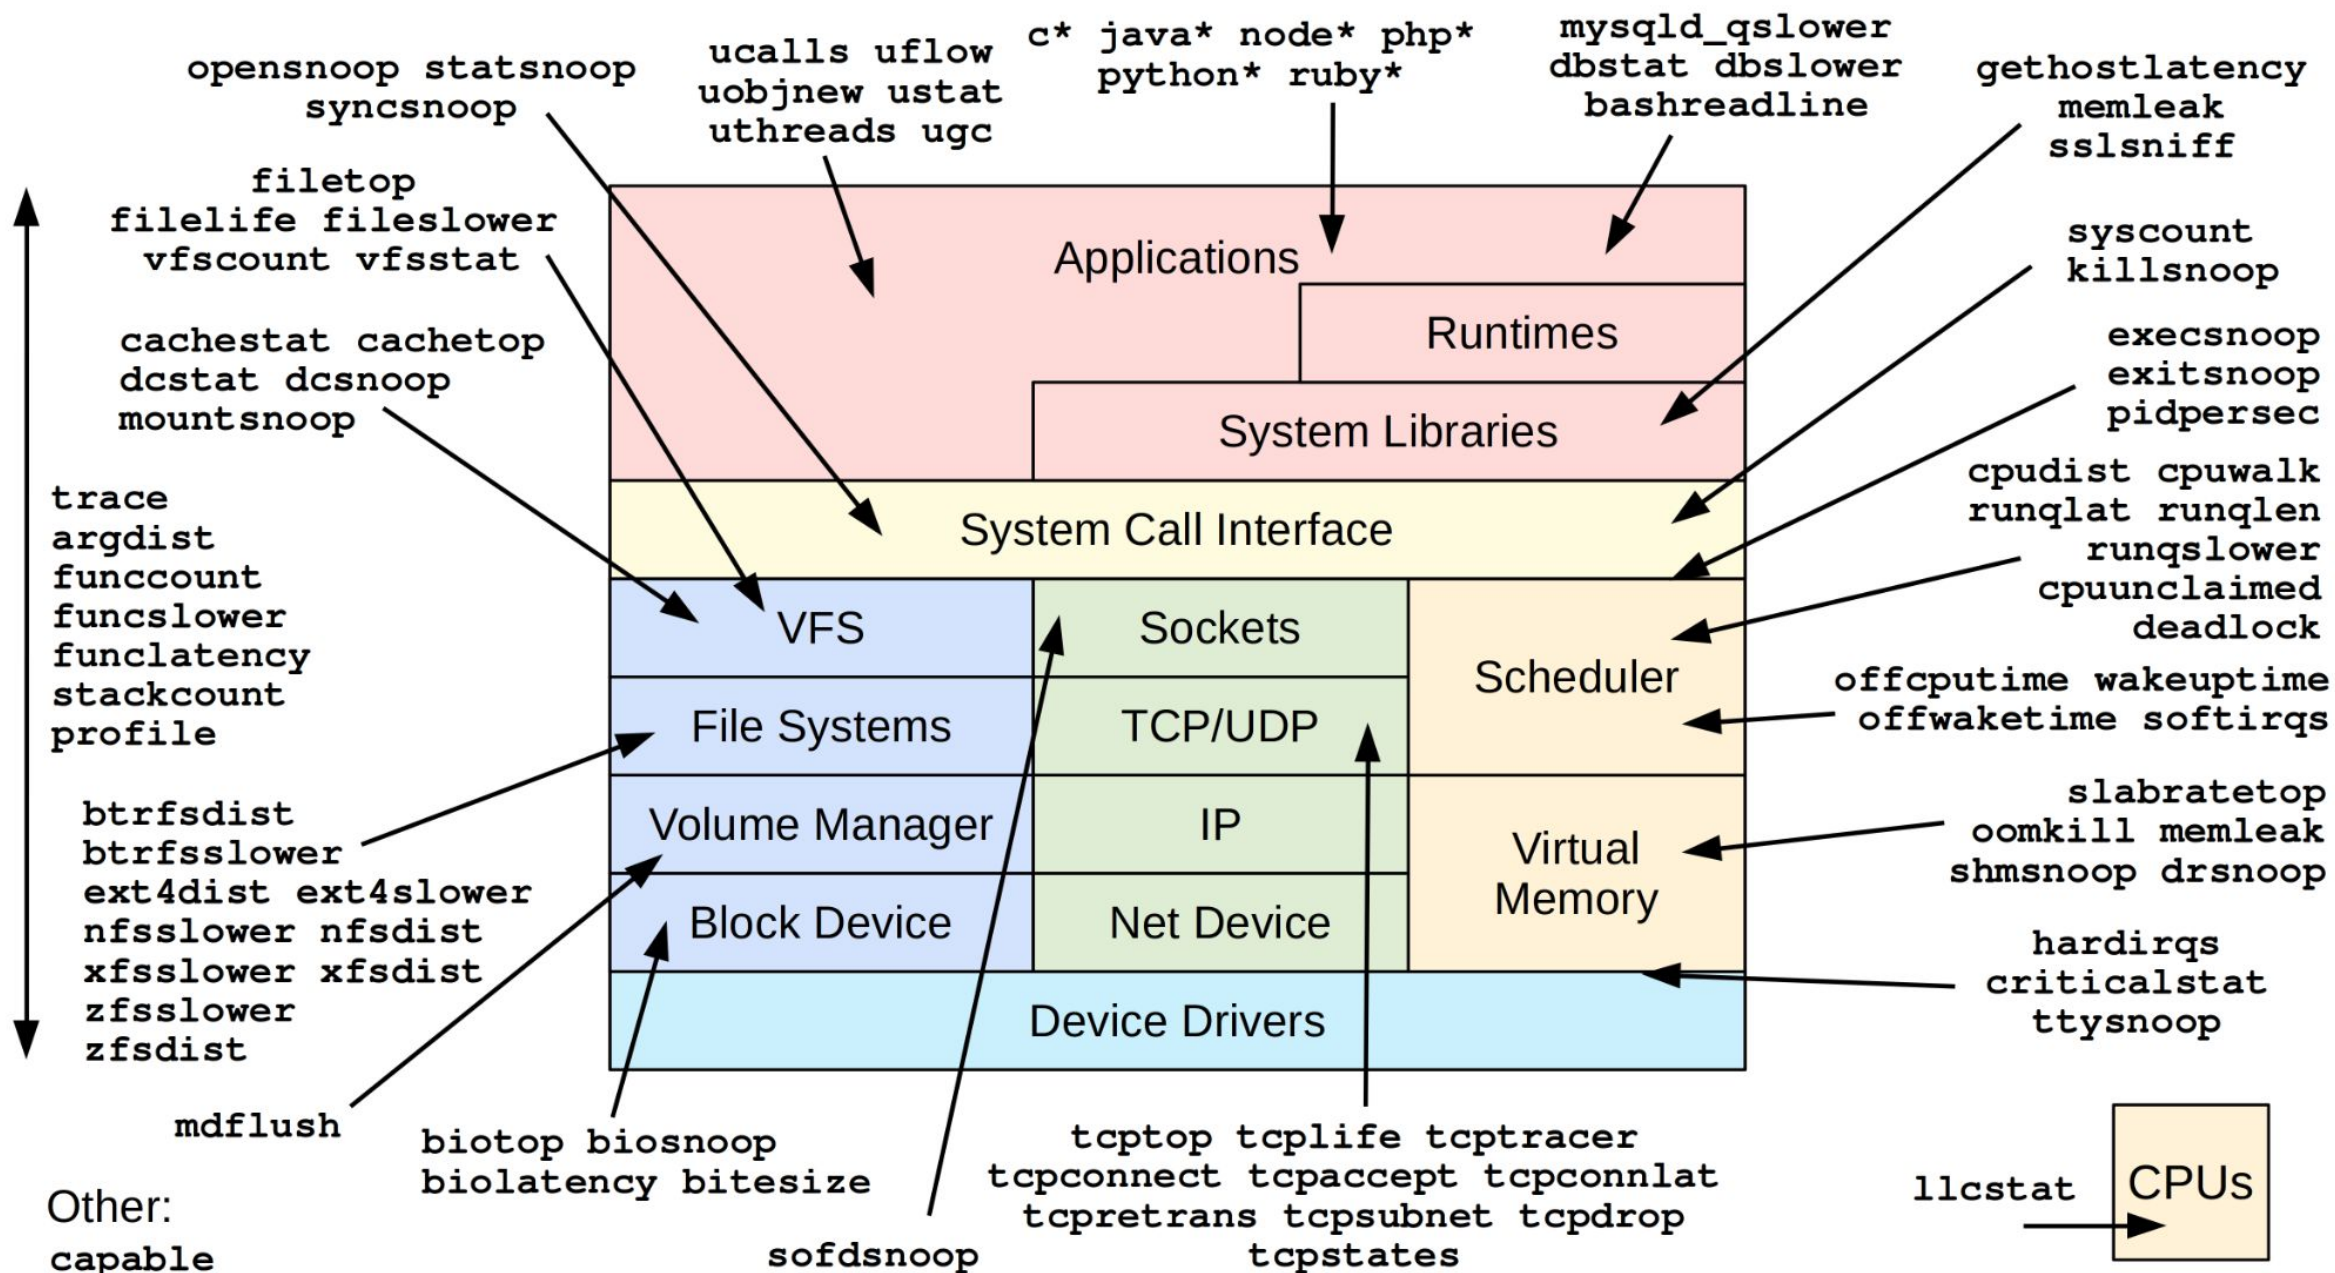 opensnoop statsnoop
syncsnoop
ucalls uflow
uobjnew ustat
uthreads ugc
c* java* node* php*
python* ruby*
mysqld_qslower
dbstat dbslower
bashreadline
gethostlatency
memleak
sslsniff
filetop
filelife fileslower
vfscount vfsstat
syscount
killsnoop
cachestat cachetop
dcstat dcsnoop
mountsnoop
execsnoop
exitsnoop
pidpersec
trace
argdist
funccount
funcslower
funclatency
stackcount
profile
cpudist cpuwalk
runqlat runqlen
runqslower
cpuunclaimed
deadlock
offcputime wakeuptime
offwaketime softirqs
btrfsdist
btrfsslower
ext4dist ext4slower
nfsslower nfsdist
xfsslower xfsdist
zfsslower
zfsdist
slabratetop
oomkill memleak
shmsnoop drsnoop
hardirqs
criticalstat
ttysnoop
Applications
Runtimes
System Libraries
System Call Interface
VFS
Sockets
Scheduler
File Systems
TCP/UDP
Volume Manager
IP
Virtual
Memory
Block Device
Net Device
Device Drivers
mdflush
biotop biosnoop
biolatency bitesize
sofdsnoop
tcptop tcplife tcptracer
tcpconnect tcpaccept tcpconnlat
tcpretrans tcpsubnet tcpdrop
tcpstates
llcstat
CPUs
Other:
capable